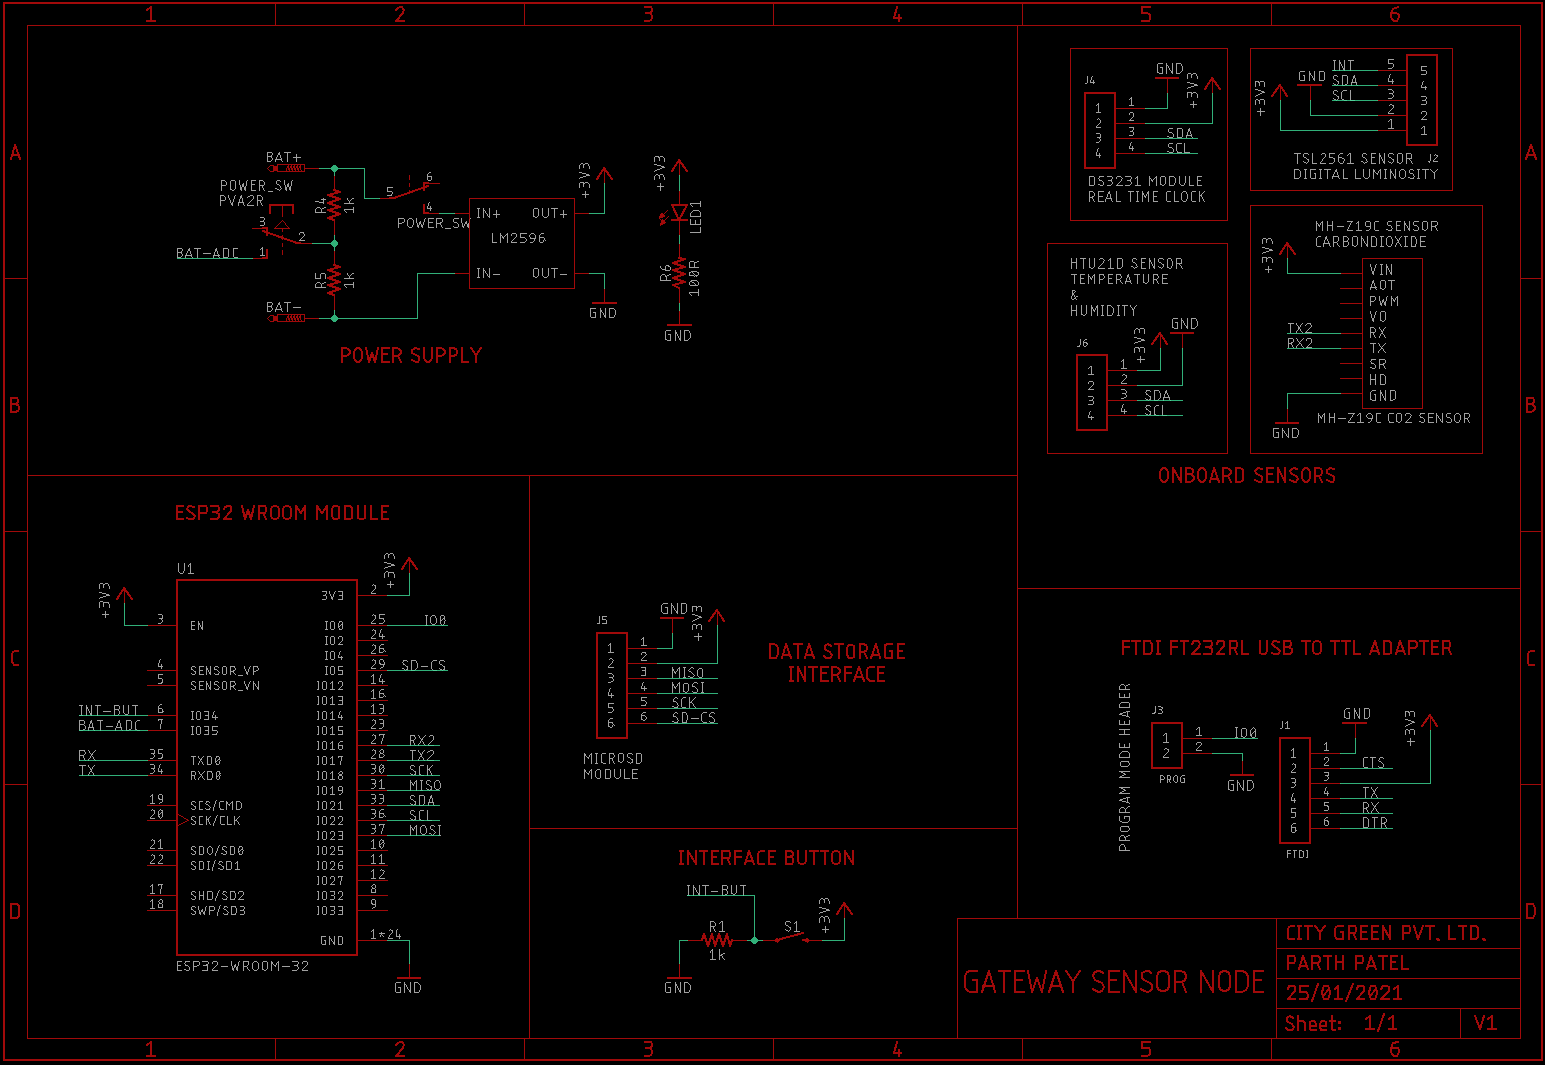 1 2 3 4 5 6
A
B
C
D
A
B
C
D
BAT+
POWER_SW
PVA2R
3
2
1
BAT-ADC
R4
1k
R5
1k
BAT-
5
6
4
POWER_SW
IN+
OUT+
LM2596
IN-
OUT-
+3V3
GND
+3V3
LED1
R6
100R
GND
POWER SUPPLY
J4
GND
+3V3
1 1
2 2
3 3 SDA
4 4 SCL
DS3231 MODULE
REAL TIME CLOCK
+3V3
GND
INT 5 5
SDA 4 4
SCL 3 3
2 2
1 1
TSL2561 SENSOR J2
DIGITAL LUMINOSITY
HTU21D SENSOR
TEMPERATURE
&
HUMIDITY
J6
+3V3
GND
1 1
2 2
3 3 SDA
4 4 SCL
MH-Z19C SENSOR
CARBONDIOXIDE
+3V3
VIN
AOT
PWM
VO
TX2 RX
RX2 TX
SR
HD
GND
GND
MH-Z19C CO2 SENSOR
ONBOARD SENSORS
ESP32 WROOM MODULE
U1
+3V3
+3V3
3 EN
4 SENSOR_VP
5 SENSOR_VN
INT-BUT 6 IO34
BAT-ADC 7 IO35
RX 35 TXD0
TX 34 RXD0
19 SCS/CMD
20 SCK/CLK
21 SDO/SD0
22 SDI/SD1
17 SHD/SD2
18 SWP/SD3
3V3 2
IO0 25 IO0
IO2 24
IO4 26
IO5 29 SD-CS
IO12 14
IO13 16
IO14 13
IO15 23
IO16 27 RX2
IO17 28 TX2
IO18 30 SCK
IO19 31 MISO
IO21 33 SDA
IO22 36 SCL
IO23 37 MOSI
IO25 10
IO26 11
IO27 12
IO32 8
IO33 9
GND 1*24
ESP32-WROOM-32
GND
J5
GND
+3V3
1 1
2 2
3 3 MISO
4 4 MOSI
5 5 SCK
6 6 SD-CS
MICROSD
MODULE
DATA STORAGE
INTERFACE
INTERFACE BUTTON
INT-BUT
R1
1k
S1
+3V3
GND
FTDI FT232RL USB TO TTL ADAPTER
PROGRAM MODE HEADER
J3
1 1 IO0
2 2
PROG
GND
J1
GND
+3V3
1 1
2 2 CTS
3 3
4 4 TX
5 5 RX
6 6 DTR
FTDI
GATEWAY SENSOR NODE
CITY GREEN PVT. LTD.
PARTH PATEL
25/01/2021
Sheet: 1/1 V1
1 2 3 4 5 6